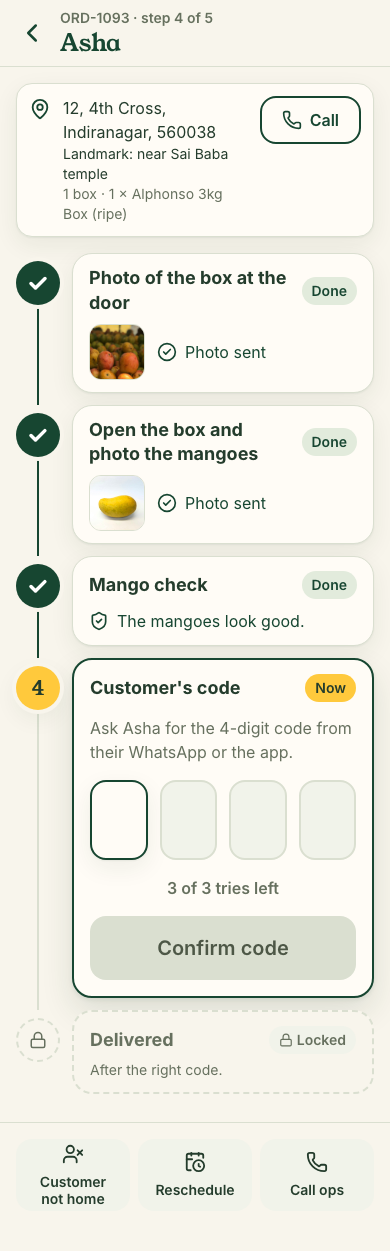 ORD-1093 · step 4 of 5
Asha
12, 4th Cross,
Indiranagar, 560038
Landmark: near Sai Baba
temple
1 box · 1 × Alphonso 3kg
Box (ripe)
Call
Photo of the box at the
door
Done
Photo sent
Open the box and
photo the mangoes
Done
Photo sent
Mango check
Done
The mangoes look good.
4
Customer's code
Now
Ask Asha for the 4-digit code from
their WhatsApp or the app.
3 of 3 tries left
Confirm code
Delivered
Locked
After the right code.
Customer
not home
Reschedule
Call ops